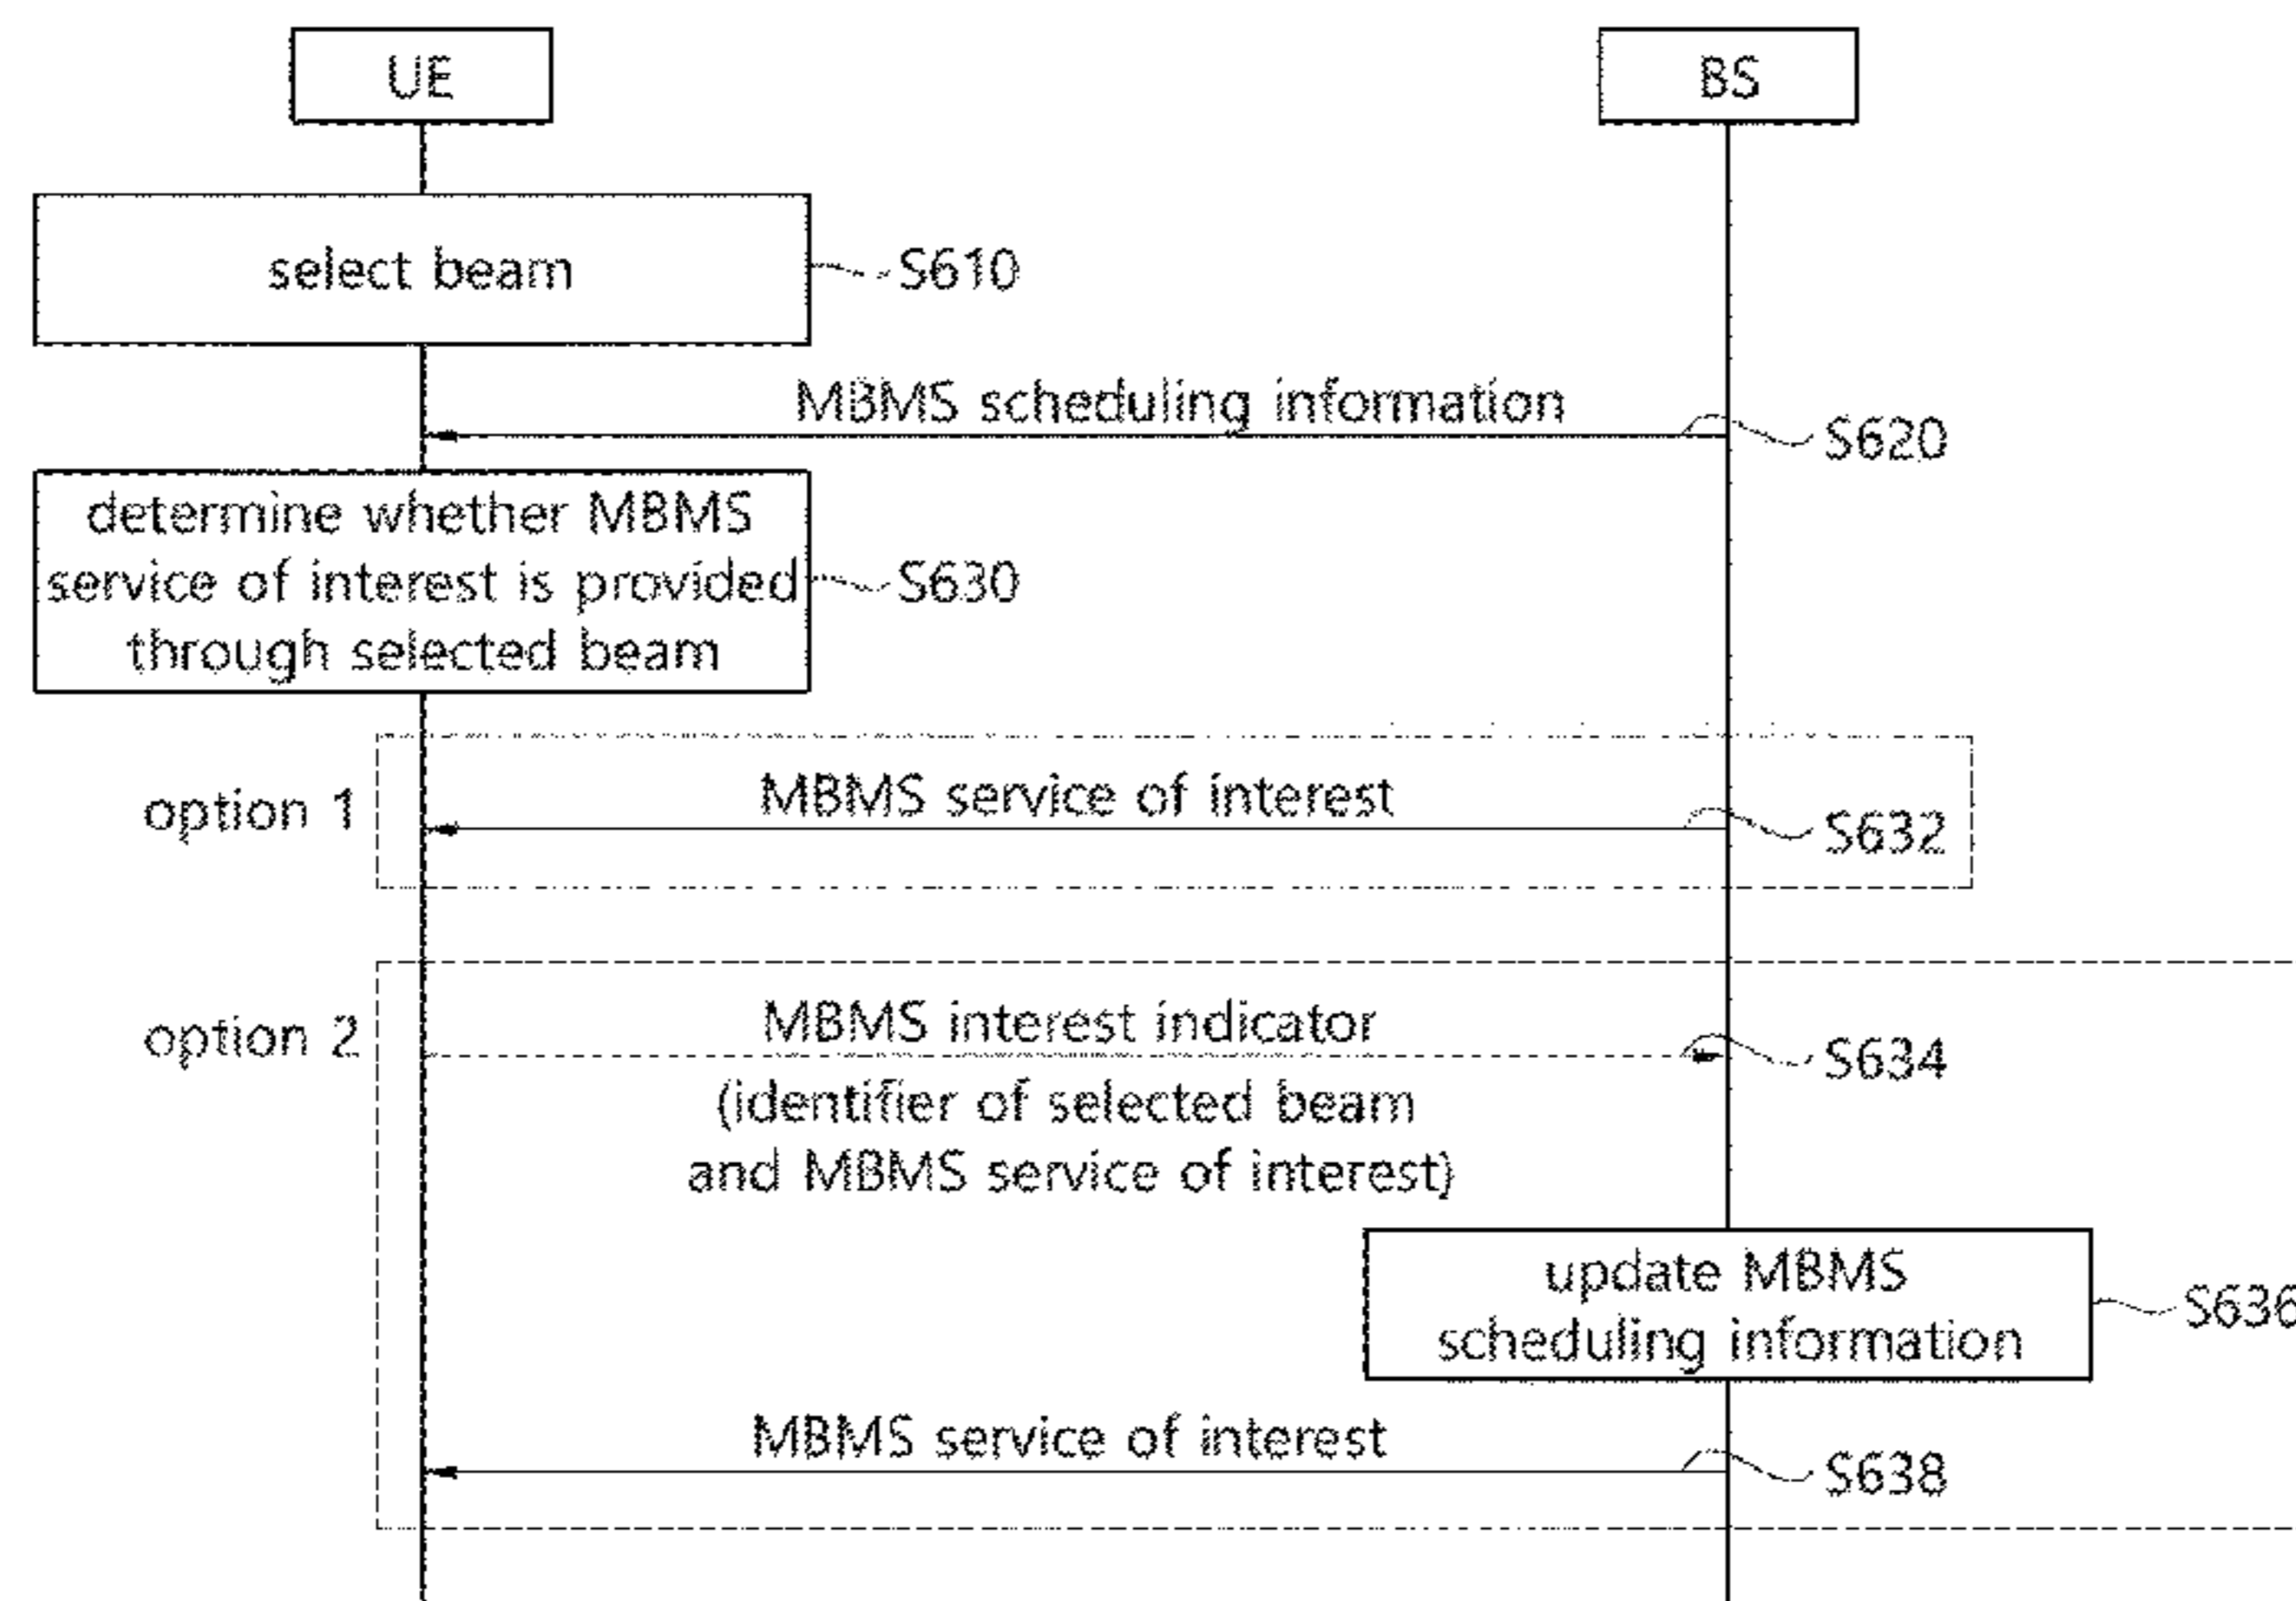 UE
BS
select beam
S610
MBMS scheduling information
S620
determine whether MBMS
service of interest is provided
through selected beam
S630
option 1
MBMS service of interest
S632
option 2
MBMS interest indicator
S634
(identifier of selected beam
and MBMS service of interest)
update MBMS
scheduling information
S636
MBMS service of interest
S638